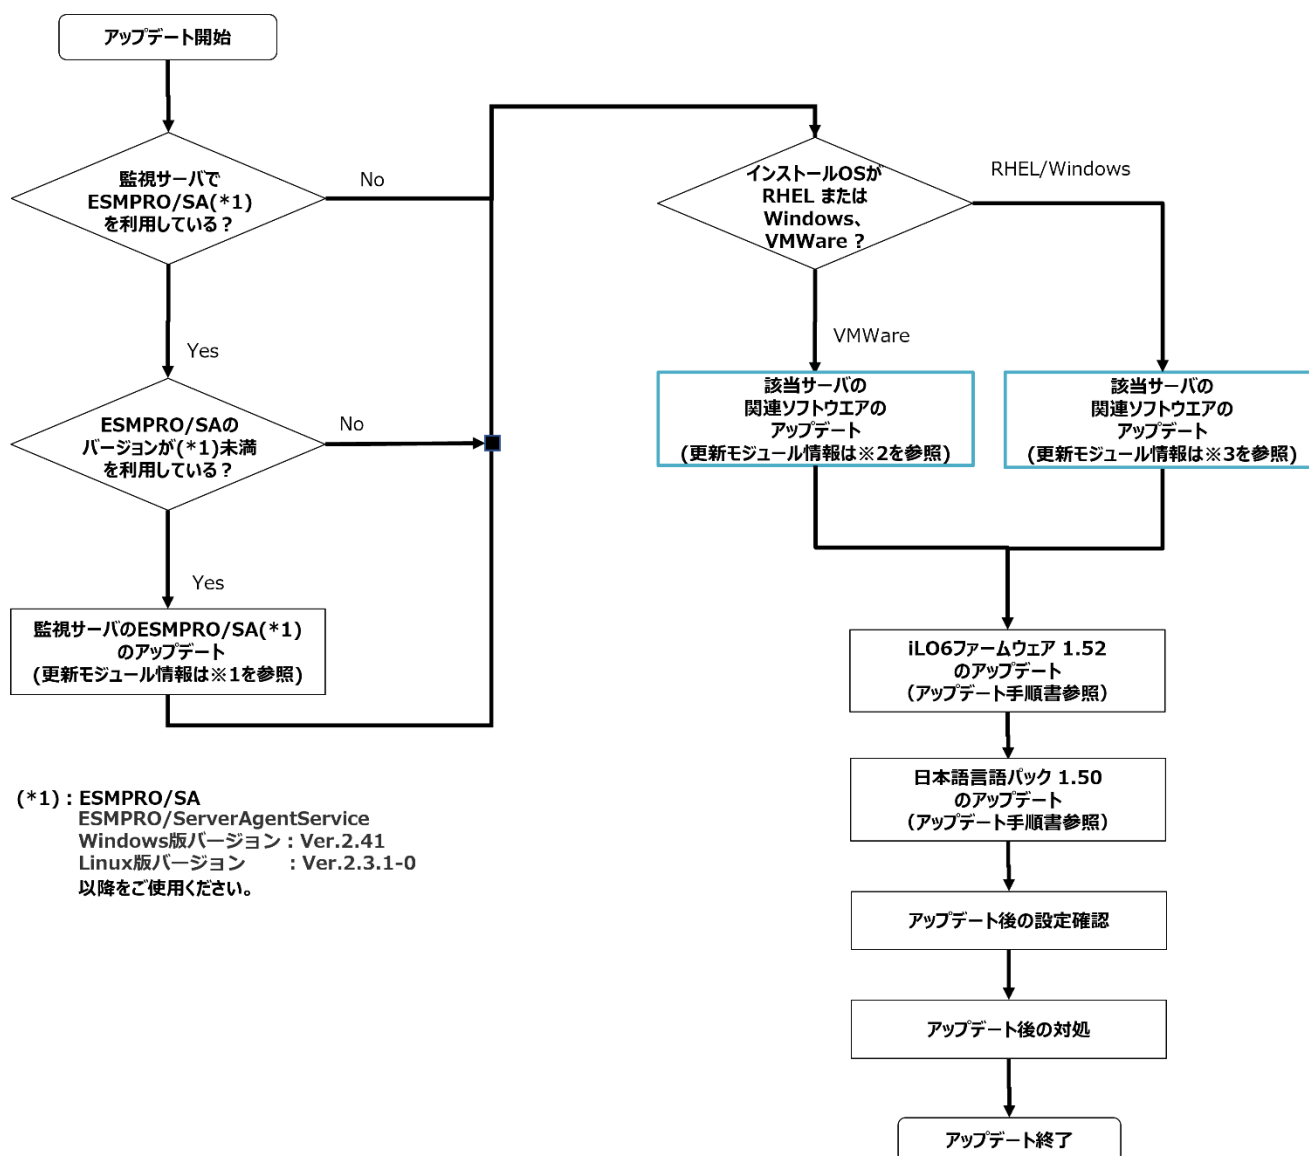 アップデート開始
監視サーバで
ESMPRO/SA(*1)
を利用している？
No
Yes
ESMPRO/SAの
バージョンが(*1)未満
を利用している？
No
Yes
監視サーバのESMPRO/SA(*1)
のアップデート
(更新モジュール情報は※1を参照)
(*1)：ESMPRO/SA
ESMPRO/ServerAgentService
Windows版バージョン：Ver.2.41
Linux版バージョン　　：Ver.2.3.1-0
以降をご使用ください。
インストールOSが
RHEL または
Windows、
VMWare ?
RHEL/Windows
VMWare
該当サーバの
関連ソフトウエアの
アップデート
(更新モジュール情報は※2を参照)
該当サーバの
関連ソフトウエアの
アップデート
(更新モジュール情報は※3を参照)
iLO6ファームウェア 1.52
のアップデート
（アップデート手順書参照）
日本語言語パック 1.50
のアップデート
（アップデート手順書参照）
アップデート後の設定確認
アップデート後の対処
アップデート終了